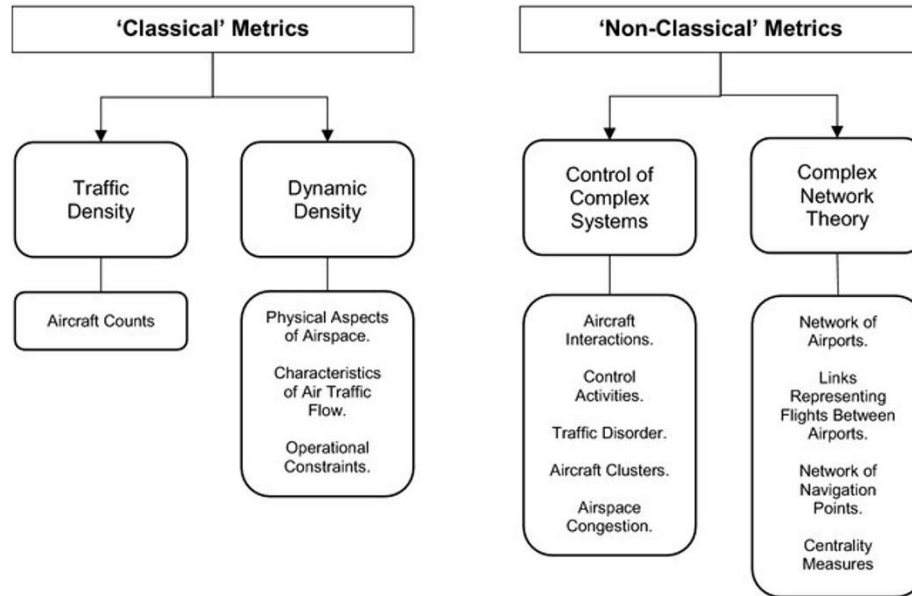 ‘Classical’ Metrics
Traffic
Density
Aircraft Counts
Dynamic
Density
Physical Aspects
of Airspace.
Characteristics
of Air Traffic
Flow.
Operational
Constraints.
‘Non-Classical’ Metrics
Control of
Complex
Systems
Aircraft
Interactions.
Control
Activities.
Traffic Disorder.
Aircraft Clusters.
Airspace
Congestion.
Complex
Network
Theory
Network of
Airports.
Links
Representing
Flights Between
Airports.
Network of
Navigation
Points.
Centrality
Measures